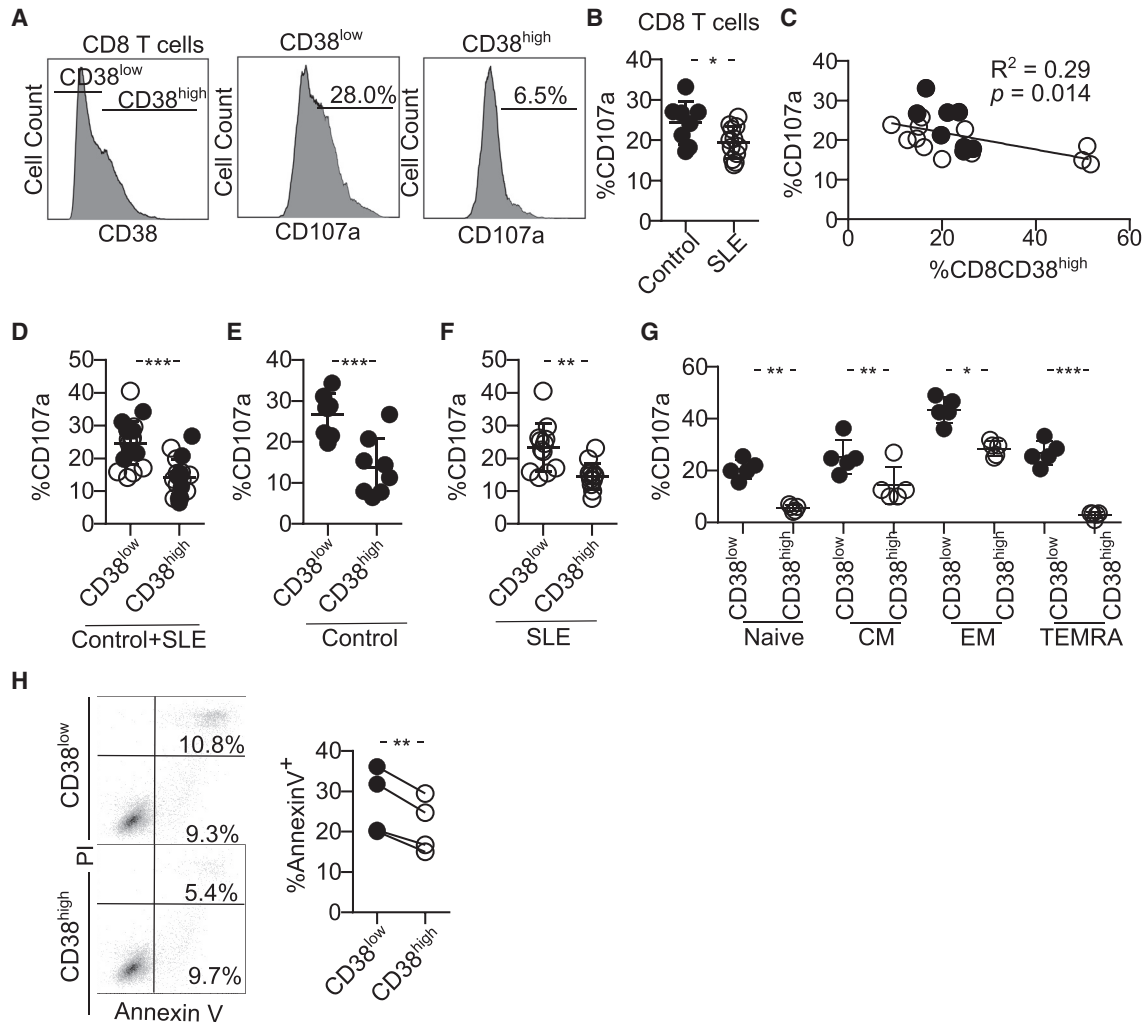 A
CD8 T cells
CD38low
CD38high
Cell Count
CD38
CD38low
28.0%
Cell Count
CD107a
CD38high
6.5%
Cell Count
CD107a
B
CD8 T cells
*
%CD107a
40
30
20
10
0
Control
SLE
C
R2 = 0.29
p = 0.014
%CD107a
40
30
20
10
0
0
20
40
60
%CD8CD38high
D
***
%CD107a
50
40
30
20
10
0
CD38low
CD38high
Control+SLE
E
***
%CD107a
40
30
20
10
0
CD38low
CD38high
Control
F
**
%CD107a
50
40
30
20
10
0
CD38low
CD38high
SLE
G
** ** * ***
%CD107a
60
40
20
0
CD38low
CD38high
CD38low
CD38high
CD38low
CD38high
CD38low
CD38high
Naive CM EM TEMRA
H
CD38low
10.8%
9.3%
PI
CD38high
5.4%
9.7%
Annexin V
**
%AnnexinV+
40
30
20
10
0
CD38low
CD38high